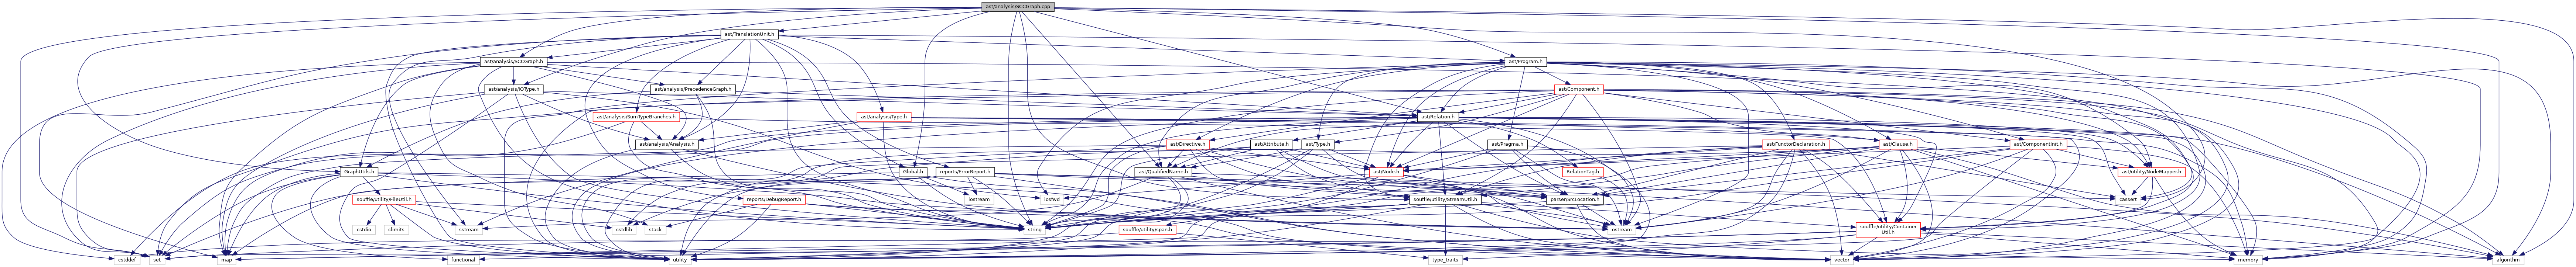 ast/analysis/SCCGraph.cpp
ast/TranslationUnit.h
ast/analysis/SCCGraph.h
ast/Program.h
ast/analysis/IOType.h
ast/analysis/PrecedenceGraph.h
ast/Component.h
ast/analysis/SumTypeBranches.h
ast/analysis/Type.h
ast/Relation.h
ast/analysis/Analysis.h
ast/Directive.h
ast/Attribute.h
ast/Type.h
ast/Pragma.h
ast/FunctorDeclaration.h
ast/Clause.h
ast/ComponentInit.h
GraphUtils.h
Global.h
reports/ErrorReport.h
ast/QualifiedName.h
ast/Node.h
RelationTag.h
ast/utility/NodeMapper.h
souffle/utility/FileUtil.h
reports/DebugReport.h
iostream
iosfwd
souffle/utility/StreamUtil.h
parser/SrcLocation.h
cassert
cstdio
climits
sstream
cstdlib
stack
string
souffle/utility/span.h
ostream
souffle/utility/Container
Util.h
cstddef
set
map
functional
utility
type_traits
vector
memory
algorithm